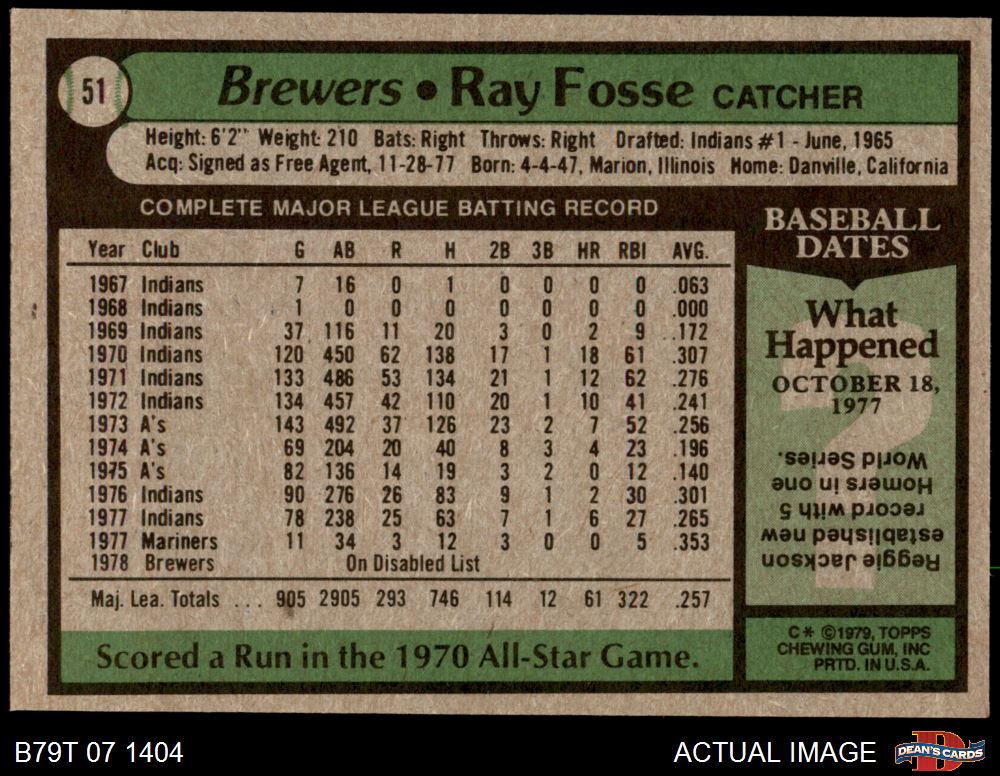 51
Brewers • Ray Fosse CATCHER
Height: 6'2" Weight: 210 Bats: Right Throws: Right Drafted: Indians #1 - June, 1965
Acq: Signed as Free Agent, 11-28-77 Born: 4-4-47, Marion, Illinois Home: Danville, California
COMPLETE MAJOR LEAGUE BATTING RECORD
Year Club G AB R H 2B 3B HR RBI AVG.
1967 Indians 7 16 0 1 0 0 0 0 .063
1968 Indians 1 0 0 0 0 0 0 0 .000
1969 Indians 37 116 11 20 3 0 2 9 .172
1970 Indians 120 450 62 138 17 1 18 61 .307
1971 Indians 133 486 53 134 21 1 12 62 .276
1972 Indians 134 457 42 110 20 1 10 41 .241
1973 A's 143 492 37 126 23 2 7 52 .256
1974 A's 69 204 20 40 8 3 4 23 .196
1975 A's 82 136 14 19 3 2 0 12 .140
1976 Indians 90 276 26 83 9 1 2 30 .301
1977 Indians 78 238 25 63 7 1 6 27 .265
1977 Mariners 11 34 3 12 3 0 0 5 .353
1978 Brewers On Disabled List
Maj. Lea. Totals ... 905 2905 293 746 114 12 61 322 .257
Scored a Run in the 1970 All-Star Game.
BASEBALL
DATES
What
Happened
OCTOBER 18,
1977
Reggie Jackson
established new
record with 5
Homers in one
World Series.
C* ©1979, TOPPS
CHEWING GUM, INC
PRTD. IN U.S.A.
B79T 07 1404
ACTUAL IMAGE
DEAN'S CARDS